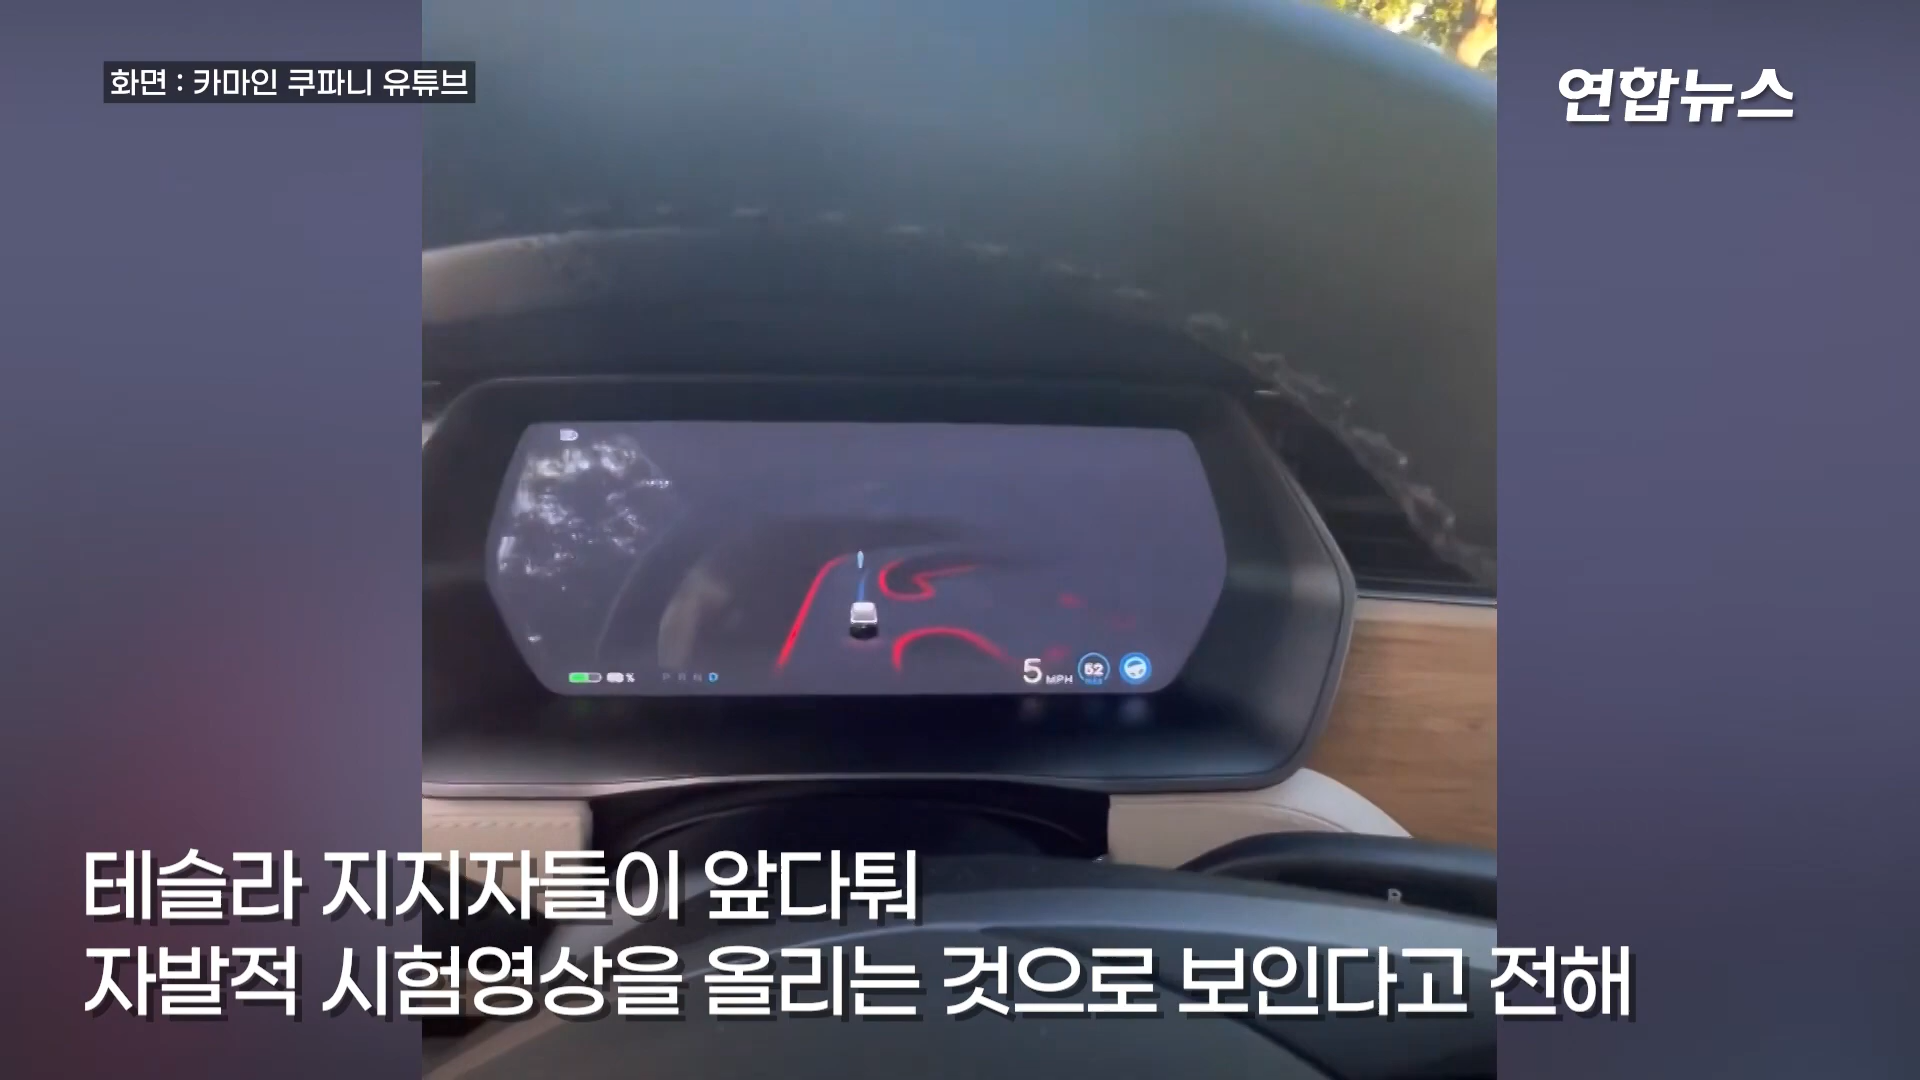 화면 : 카마인 쿠파니 유튜브
연합뉴스
P R N D
5 MPH
52
MAX
테슬라 지지자들이 앞다퉈
자발적 시험영상을 올리는 것으로 보인다고 전해